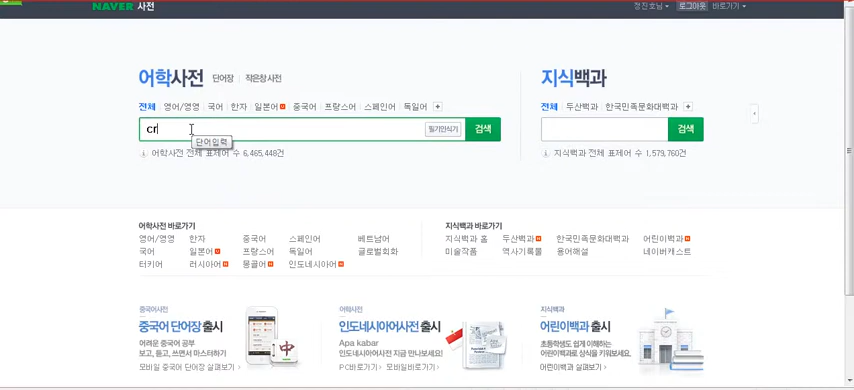 NAVER 사전
정진호님 로그아웃 바로가기
어학사전 단어장 작은창 사전
지식백과
전체 영어/영영 국어 한자 일본어 중국어 프랑스어 스페인어 독일어
전체 두산백과 한국민족문화대백과
cr
필기인식기 검색
검색
단어입력
어학사전 전체 표제어 수 6,465,448건
지식백과 전체 표제어 수 1,579,760건
어학사전 바로가기
영어/영영 한자 중국어 스페인어 베트남어
국어 일본어 프랑스어 독일어 글로벌회화
터키어 러시아어 몽골어 인도네시아어
지식백과 바로가기
지식백과 홈 두산백과 한국민족문화대백과 어린이백과
미술작품 역사기록물 용어해설 네이버캐스트
중국어사전
중국어 단어장 출시
어려운 중국어 공부
보고, 듣고, 쓰면서 마스터하기
모바일 중국어 단어장 살펴보기
中
어학사전
인도네시아어사전 출시
Apa kabar
인도네시아어사전 지금 만나보세요!
PC바로가기 모바일바로가기
지식백과
어린이백과 출시
초등학생도 쉽게 이해하는
어린이백과로 상식을 키워보세요.
어린이백과 살펴보기